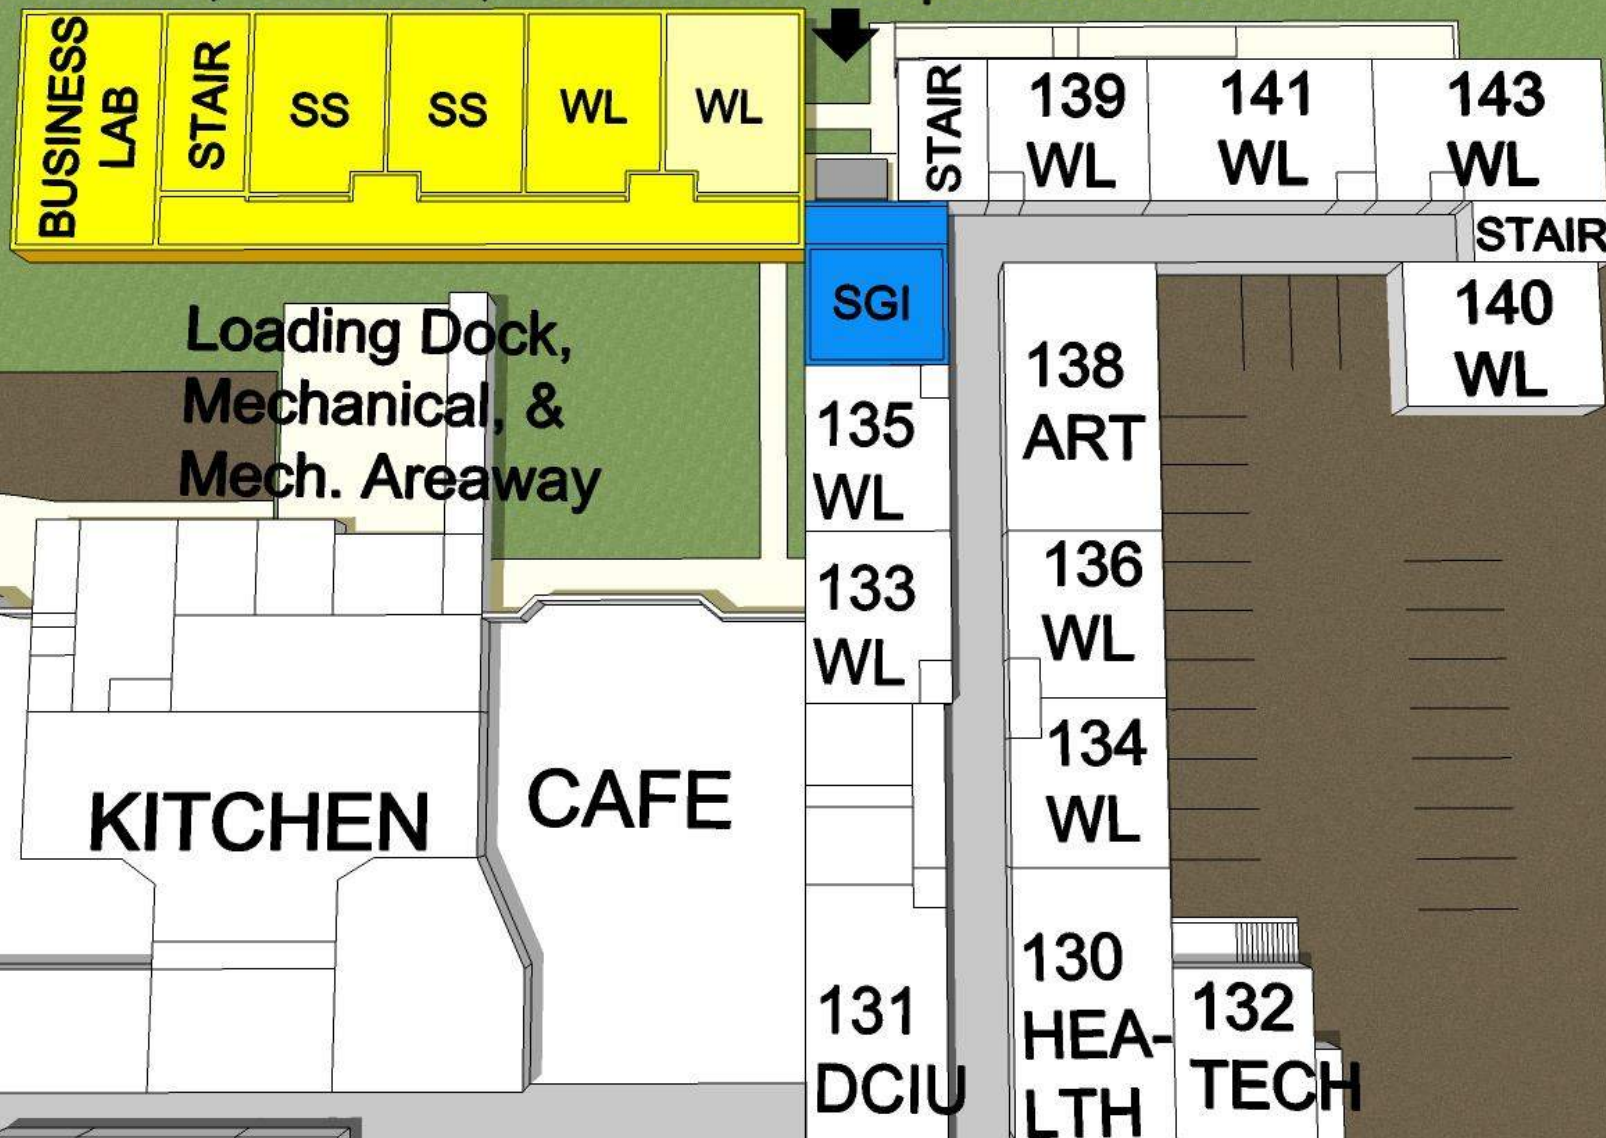 BUSINESS
LAB
STAIR
SS
SS
WL
WL
STAIR
139
WL
141
WL
143
WL
STAIR
SGI
140
WL
Loading Dock,
Mechanical, &
Mech. Areaway
138
ART
135
WL
136
WL
133
WL
134
WL
KITCHEN
CAFE
130
HEA-
LTH
131
DCIU
132
TECH